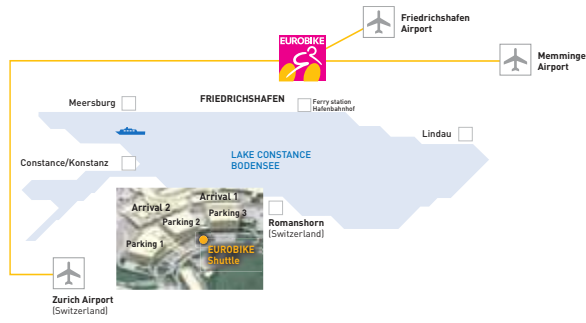 Friedrichshafen
Airport
EUROBIKE
Memminge
Airport
Meersburg
FRIEDRICHSHAFEN
Ferry station
Hafenbahnhof
Lindau
Constance/Konstanz
LAKE CONSTANCE
BODENSEE
Arrival 1
Arrival 2
Parking 3
Parking 2
Parking 1
EUROBIKE
Shuttle
Romanshorn
(Switzerland)
Zurich Airport
(Switzerland)